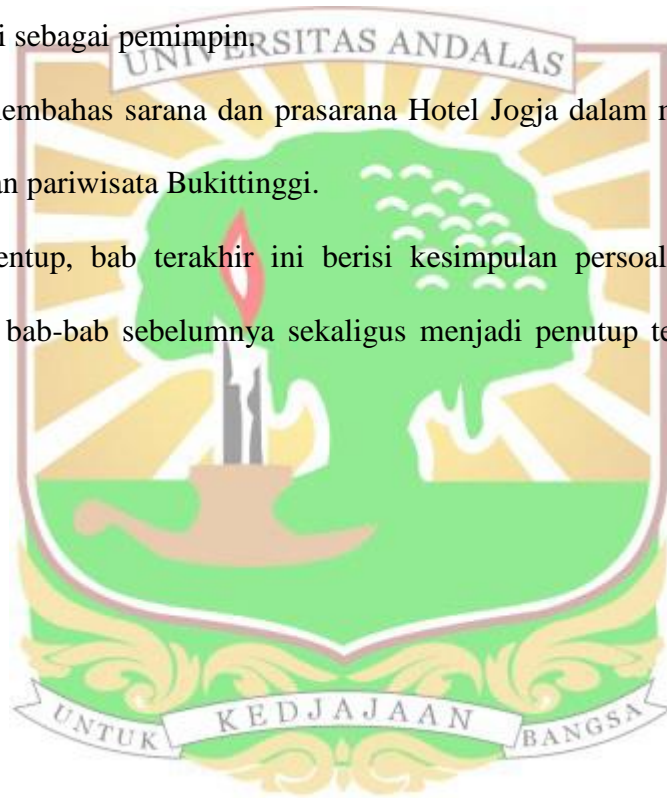 i sebagai pemimpin.
UNIVERSITAS ANDALAS
embahas sarana dan prasarana Hotel Jogja dalam
an pariwisata Bukittinggi.
entup, bab terakhir ini berisi kesimpulan persoal
bab-bab sebelumnya sekaligus menjadi penutup te
UNTUK KEDJAJAAN BANGSA